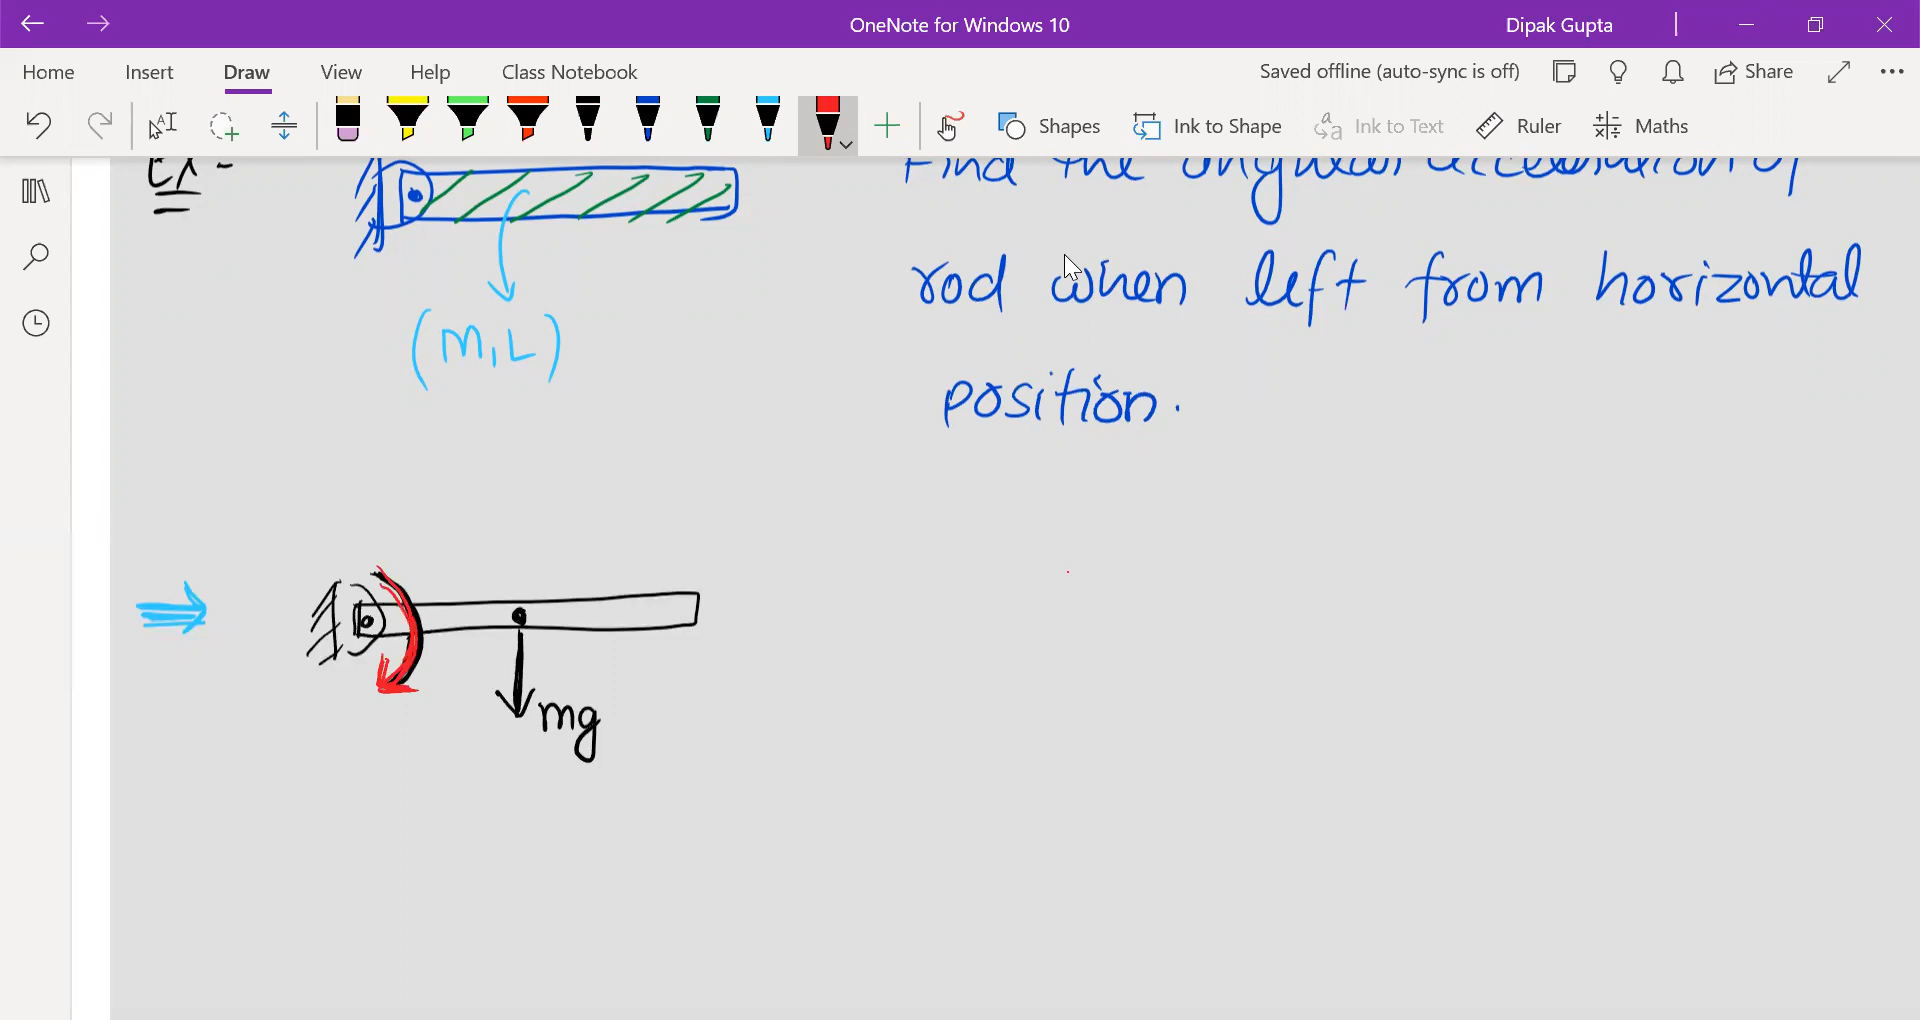 OneNote for Windows 10
Dipak Gupta
Home Insert Draw View Help Class Notebook
Saved offline (auto-sync is off) Share
Shapes Ink to Shape Ink to Text Ruler Maths
Ex -
Find the angular acceleration of
rod when left from horizontal
position.
(M, L)
mg